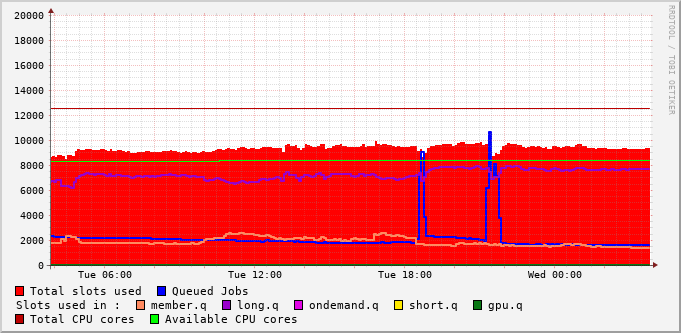 20000
18000
16000
14000
12000
10000
8000
6000
4000
2000
0
Tue 06:00 Tue 12:00 Tue 18:00 Wed 00:00
RRDTOOL / TOBI OETIKER
Total slots used Queued Jobs
Slots used in : member.q long.q ondemand.q short.q gpu.q
Total CPU cores Available CPU cores